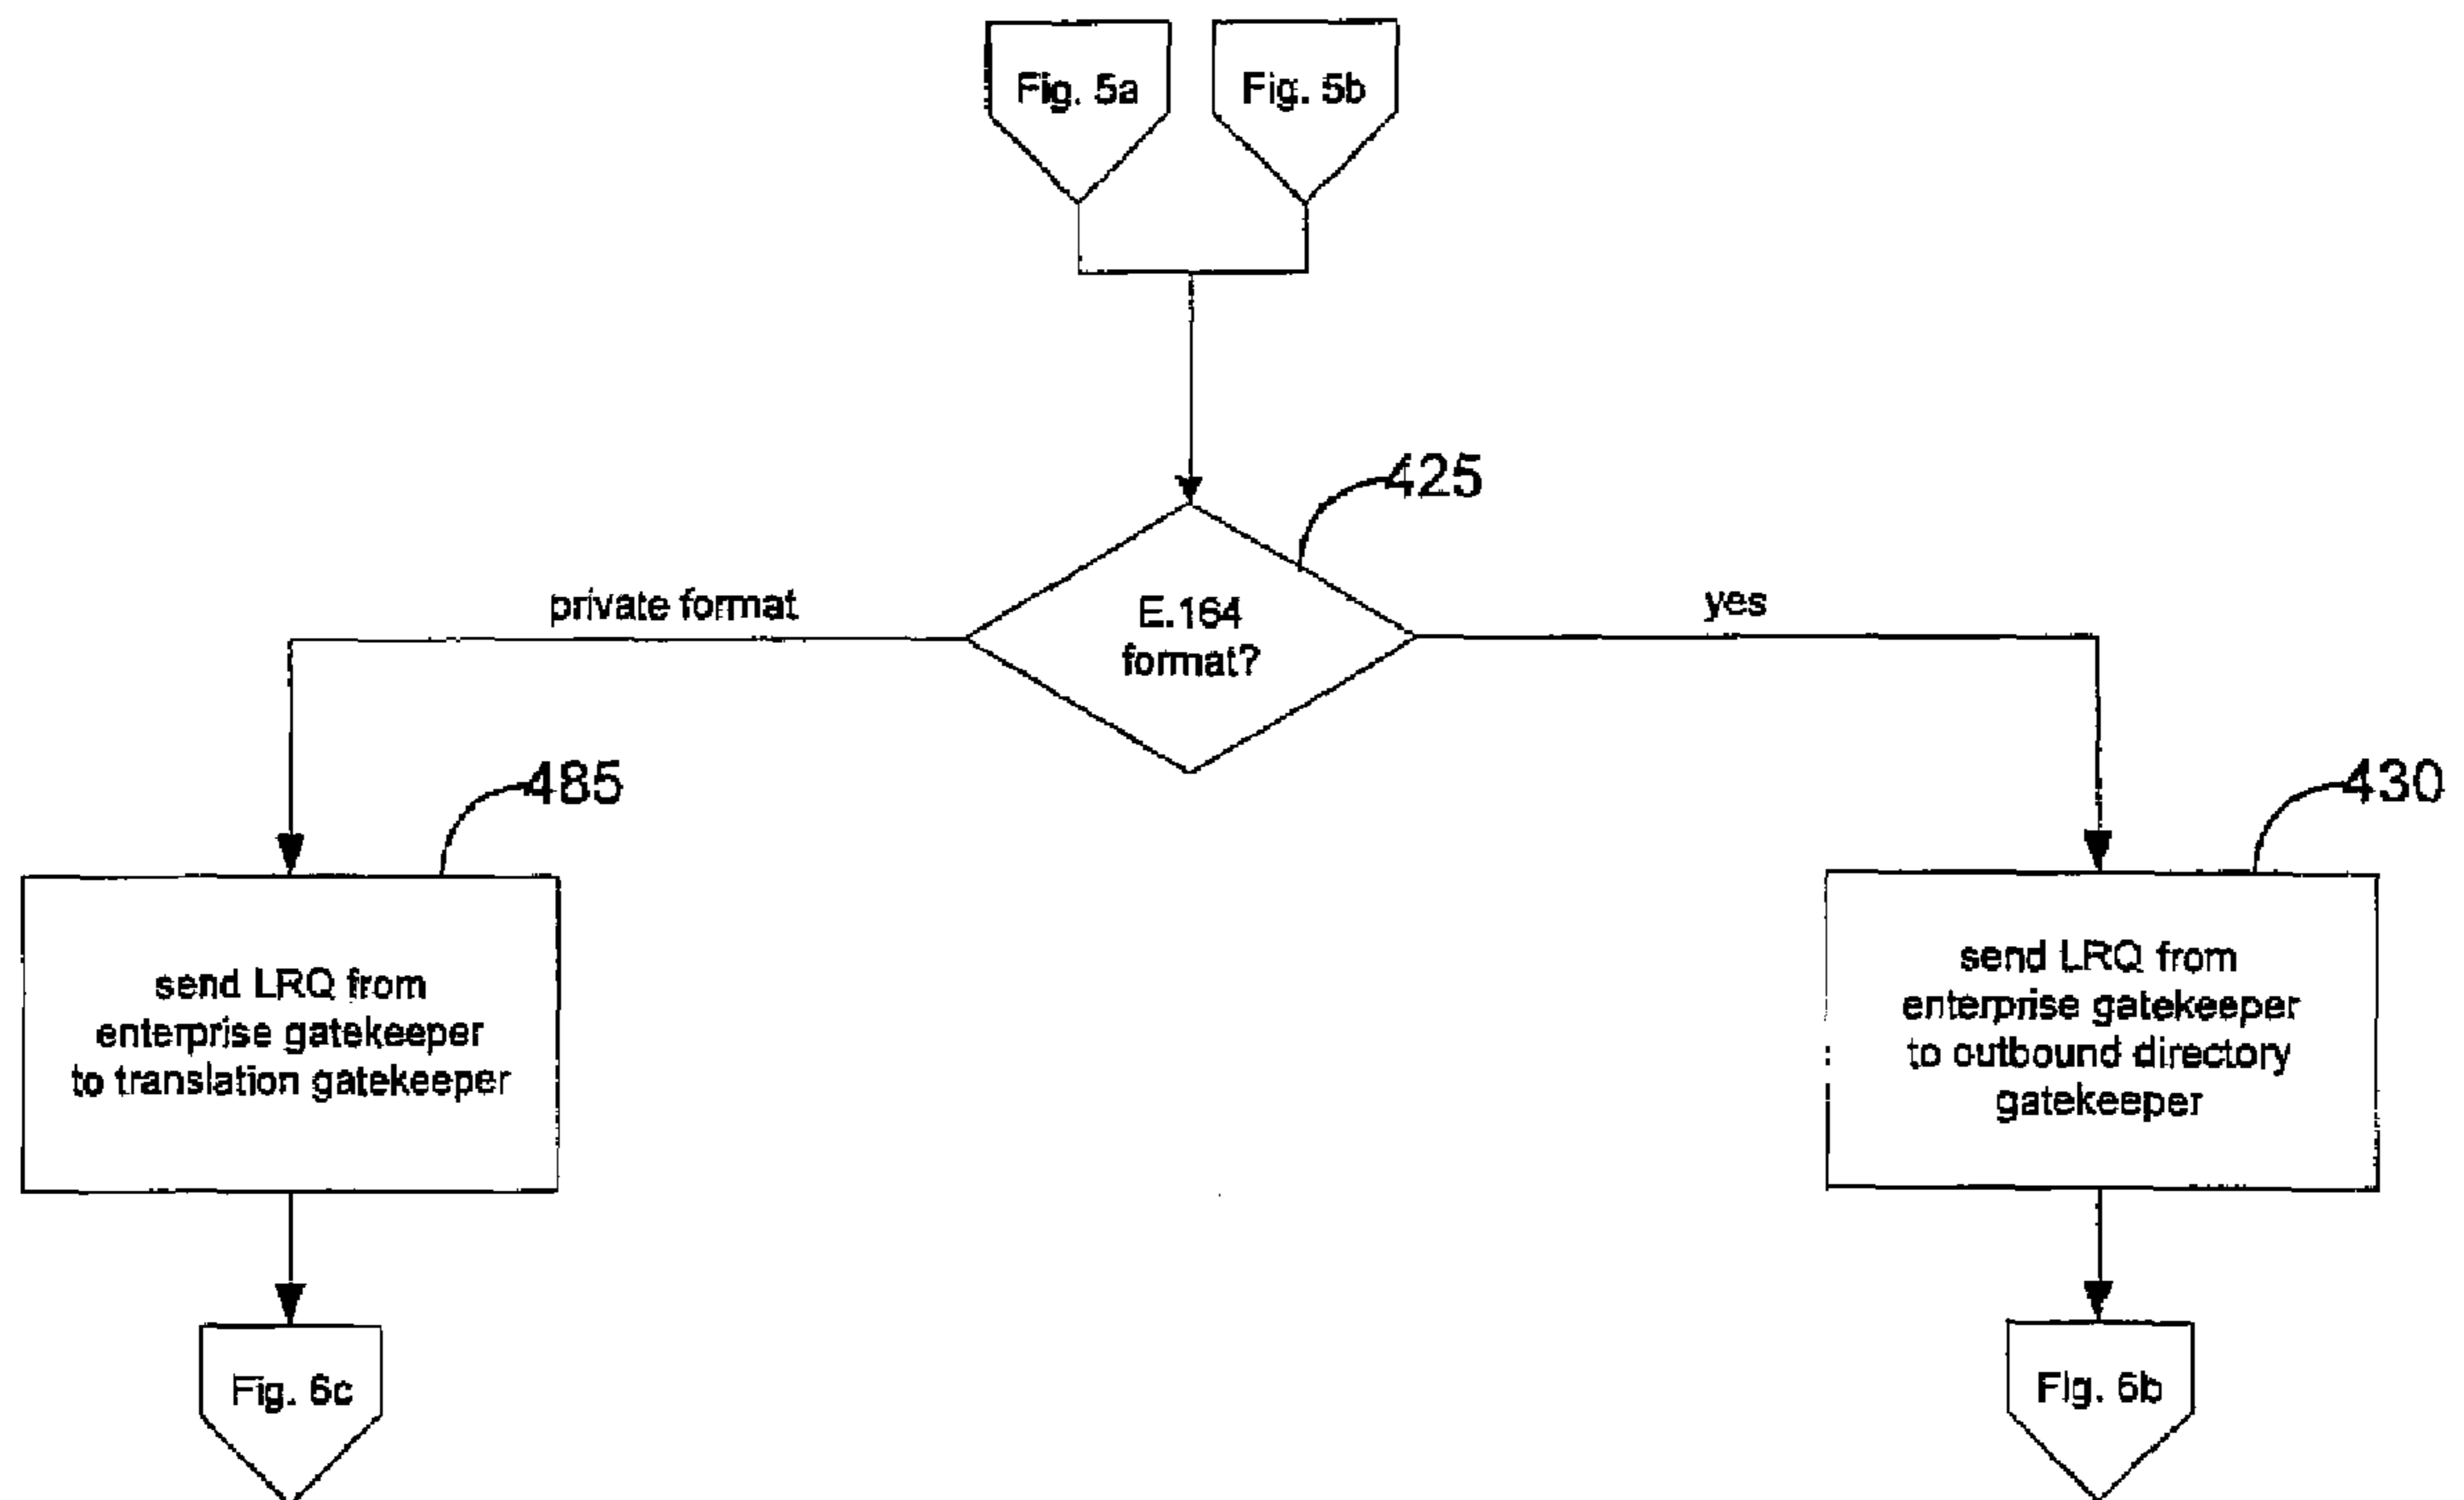 Fig. 5a
Fig. 5b
425
E.164
format?
private format
yes
485
430
send LRQ from
enterprise gatekeeper
to translation gatekeeper
send LRQ from
enterprise gatekeeper
to outbound directory
gatekeeper
Fig. 6c
Fig. 6b